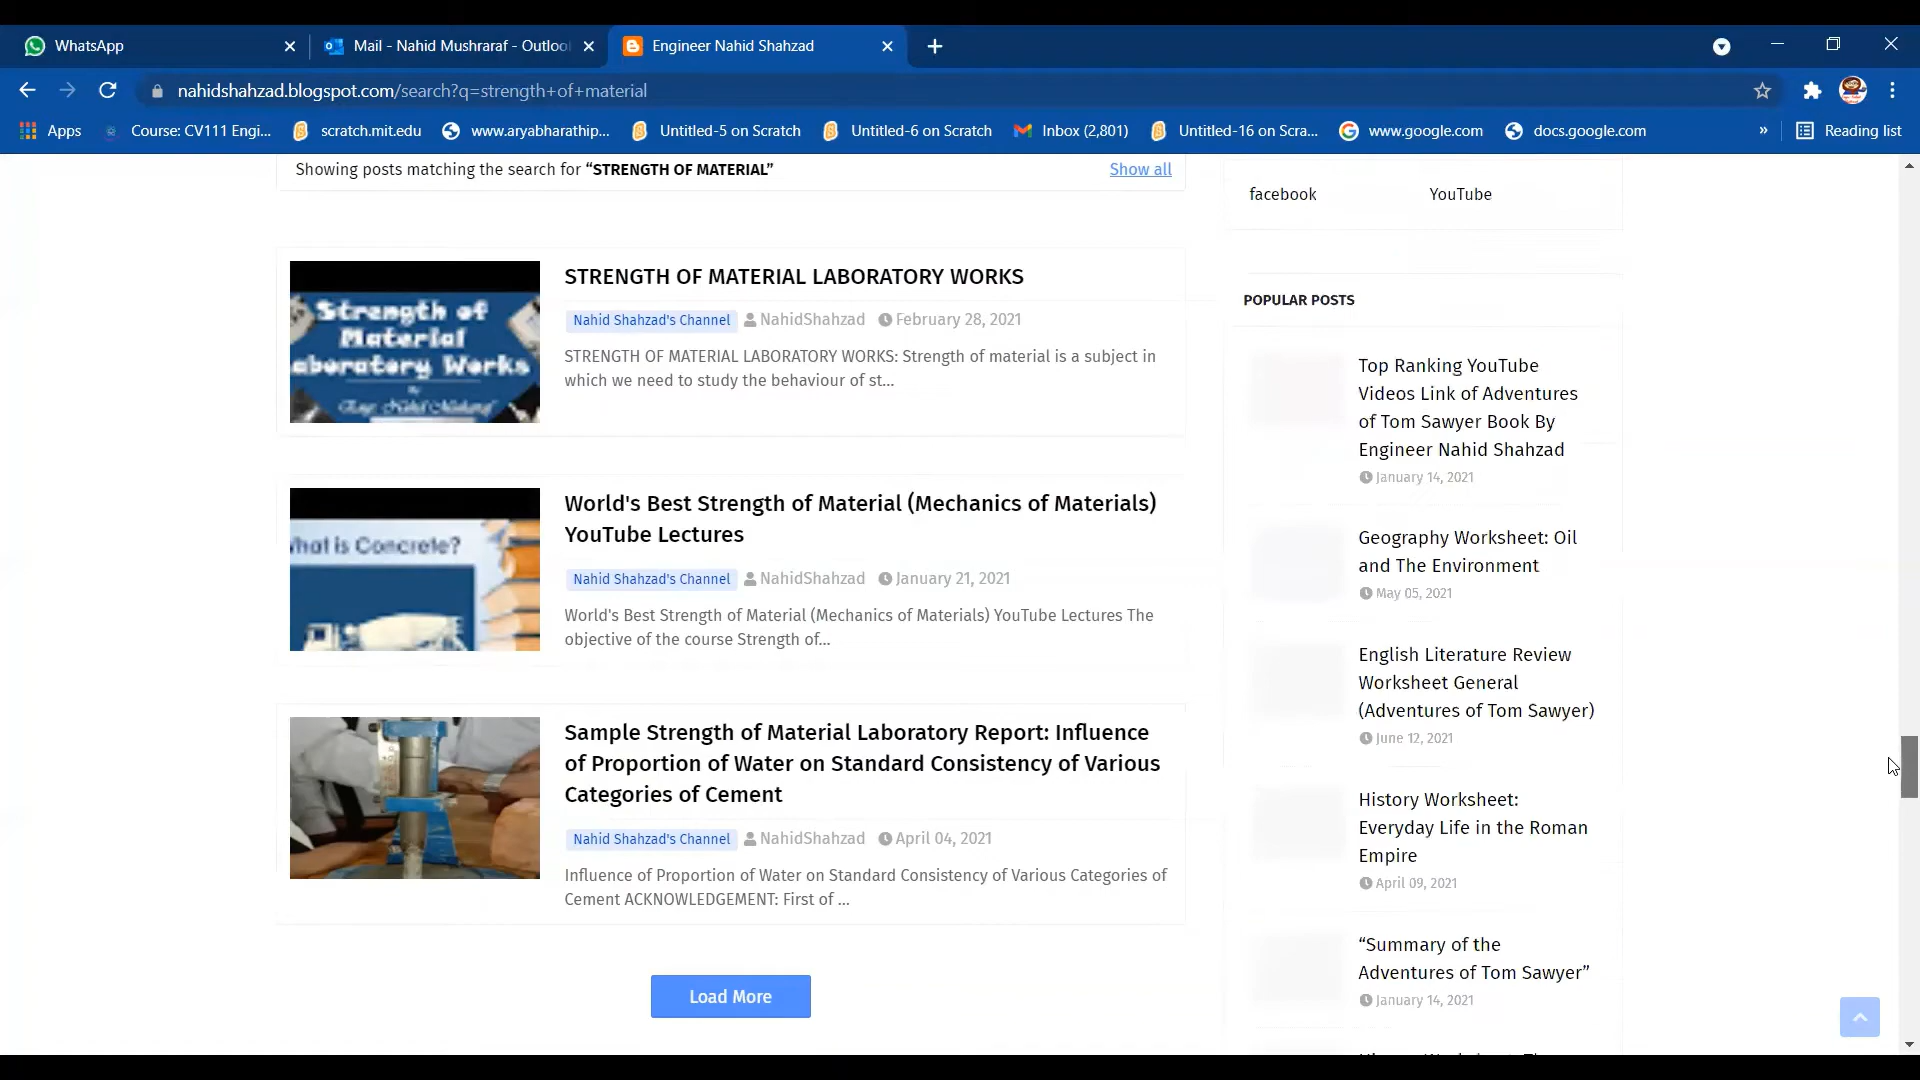 WhatsApp
Mail - Nahid Mushraraf - Outloo
Engineer Nahid Shahzad
nahidshahzad.blogspot.com/search?q=strength+of+material
Apps
Course: CV111 Engi...
scratch.mit.edu
www.aryabharathip...
Untitled-5 on Scratch
Untitled-6 on Scratch
Inbox (2,801)
Untitled-16 on Scra...
www.google.com
docs.google.com
»
Reading list
Showing posts matching the search for “STRENGTH OF MATERIAL”
Show all
STRENGTH OF MATERIAL LABORATORY WORKS
Nahid Shahzad's Channel NahidShahzad February 28, 2021
STRENGTH OF MATERIAL LABORATORY WORKS: Strength of material is a subject in
which we need to study the behaviour of st...
Strength of
Material
aboratory Works
By
What is Concrete?
World's Best Strength of Material (Mechanics of Materials)
YouTube Lectures
Nahid Shahzad's Channel NahidShahzad January 21, 2021
World's Best Strength of Material (Mechanics of Materials) YouTube Lectures The
objective of the course Strength of...
Sample Strength of Material Laboratory Report: Influence
of Proportion of Water on Standard Consistency of Various
Categories of Cement
Nahid Shahzad's Channel NahidShahzad April 04, 2021
Influence of Proportion of Water on Standard Consistency of Various Categories of
Cement ACKNOWLEDGEMENT: First of ...
Load More
facebook
YouTube
POPULAR POSTS
Top Ranking YouTube
Videos Link of Adventures
of Tom Sawyer Book By
Engineer Nahid Shahzad
January 14, 2021
Geography Worksheet: Oil
and The Environment
May 05, 2021
English Literature Review
Worksheet General
(Adventures of Tom Sawyer)
June 12, 2021
History Worksheet:
Everyday Life in the Roman
Empire
April 09, 2021
“Summary of the
Adventures of Tom Sawyer”
January 14, 2021